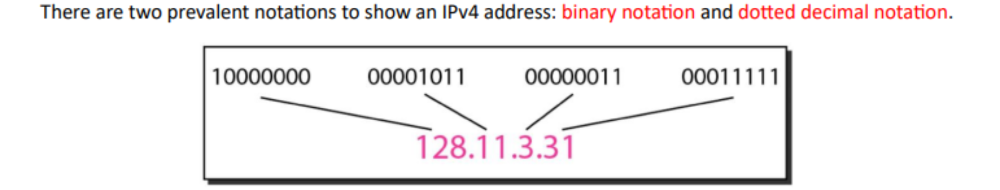 There are two prevalent notations to show an IPv4 address: binary notation and dotted decimal notation.
10000000 00001011 00000011 00011111
128.11.3.31